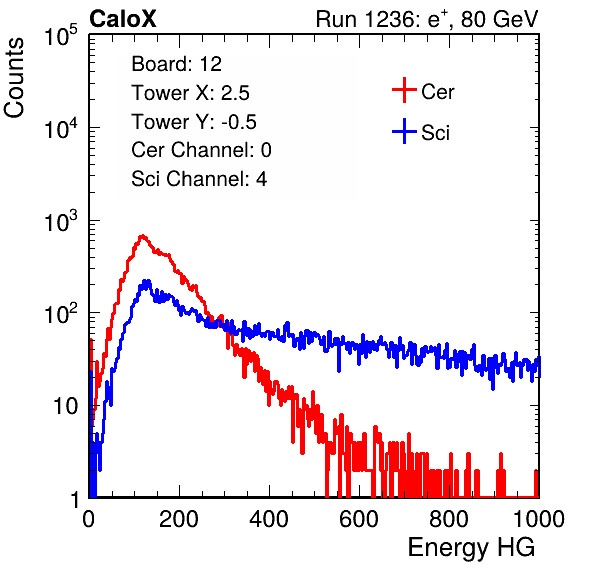 CaloX Run 1236: e⁺, 80 GeV
Counts
10⁵
10⁴
10³
10²
10
1
Board: 12
Tower X: 2.5
Tower Y: -0.5
Cer Channel: 0
Sci Channel: 4
Cer
Sci
0 200 400 600 800 1000
Energy HG